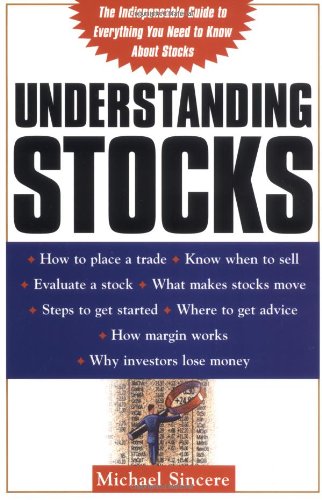 The Indispensable Guide to
Everything You Need to Know
About Stocks
UNDERSTANDING
STOCKS
♦ How to place a trade ♦ Know when to sell
♦ Evaluate a stock ♦ What makes stocks move
♦ Steps to get started ♦ Where to get advice
♦ How margin works
♦ Why investors lose money
Michael Sincere